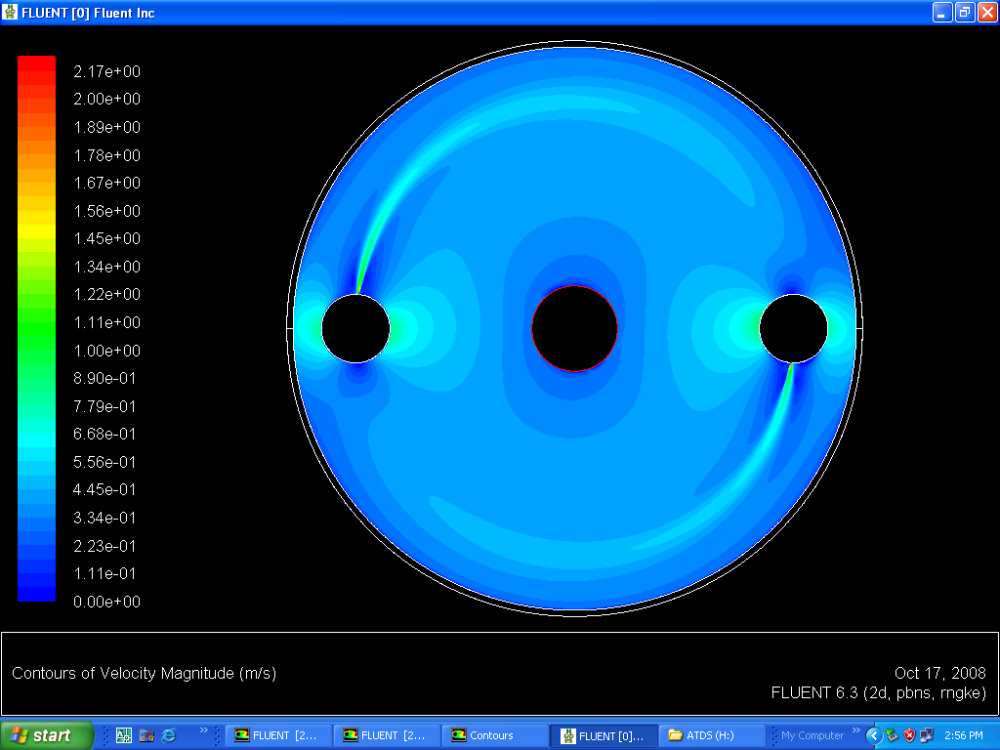 FLUENT [0] Fluent Inc
2.17e+00
2.00e+00
1.89e+00
1.78e+00
1.67e+00
1.56e+00
1.45e+00
1.34e+00
1.22e+00
1.11e+00
1.00e+00
8.90e-01
7.79e-01
6.68e-01
5.56e-01
4.45e-01
3.34e-01
2.23e-01
1.11e-01
0.00e+00
Contours of Velocity Magnitude (m/s)
Oct 17, 2008
FLUENT 6.3 (2d, pbns, rngke)
start
FLUENT [2...
FLUENT [2...
Contours
FLUENT [0]...
ATDS (H:)
My Computer
2:56 PM